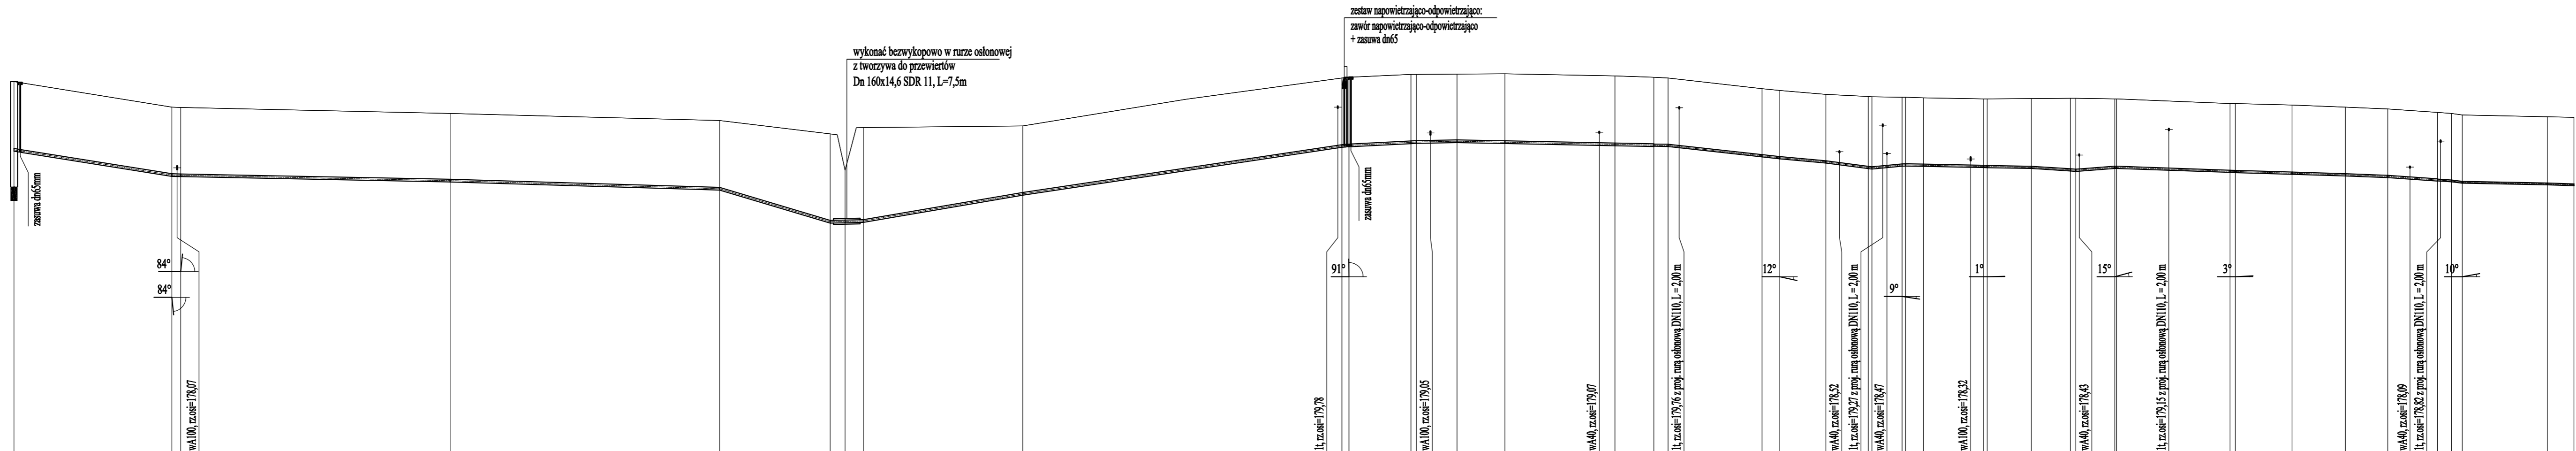 zestaw napowietrzająco-odpowietrzająco:
zawór napowietrzająco-odpowietrzająco
+ zasuwa dn65
wykonać bezwykopowo w rurze osłonowej
z tworzywa do przewiertów
Dn 160x14,6 SDR 11, L=7,5m
zasuwa dn65mm
84°
84°
wA100, rz.osi=178,07
zasuwa dn65mm
91°
1t, rz.osi=179,78
wA100, rz.osi=179,05
wA40, rz.osi=179,07
1t, rz.osi=179,76 z proj. rurą osłonową DN110, L = 2,00 m
12°
wA40, rz.osi=178,52
1t, rz.osi=179,27 z proj. rurą osłonową DN110, L = 2,00 m
wA40, rz.osi=178,47
9°
wA100, rz.osi=178,32
1°
wA40, rz.osi=178,43
15°
1t, rz.osi=179,15 z proj. rurą osłonową DN110, L = 2,00 m
3°
wA40, rz.osi=178,09
1t, rz.osi=178,82 z proj. rurą osłonową DN110, L = 2,00 m
10°